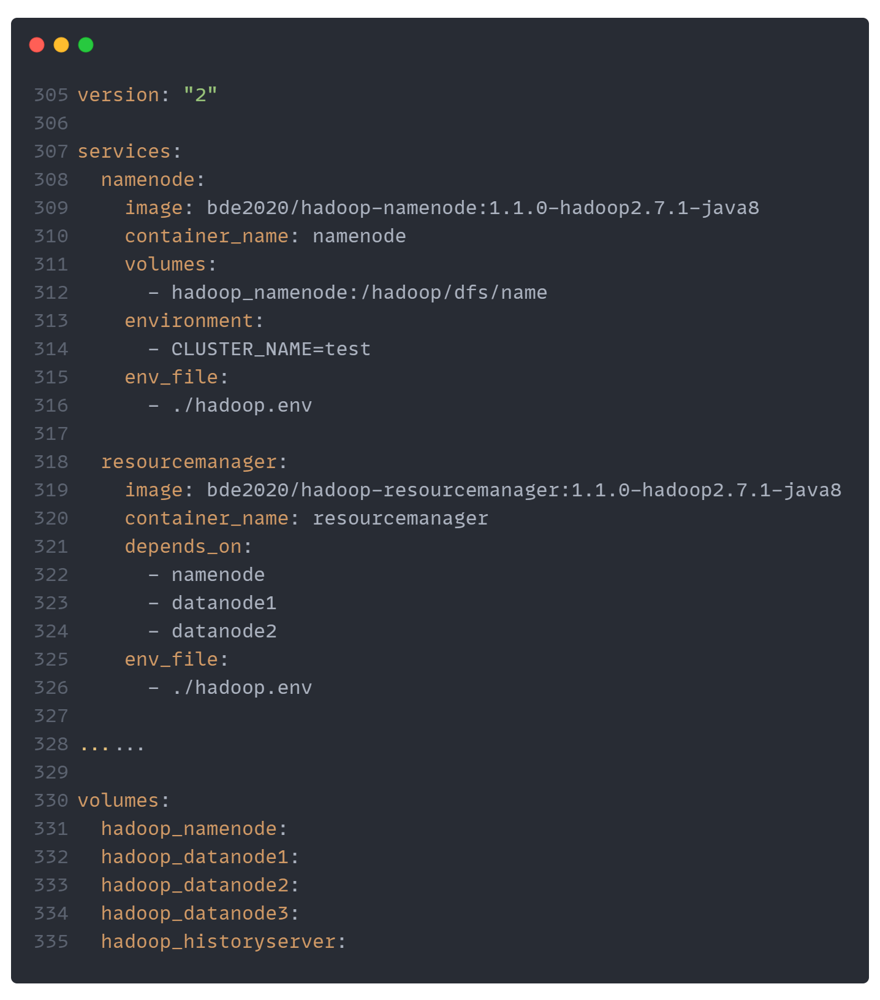 305 version: "2"
306
307 services:
308   namenode:
309     image: bde2020/hadoop-namenode:1.1.0-hadoop2.7.1-java8
310     container_name: namenode
311     volumes:
312       - hadoop_namenode:/hadoop/dfs/name
313     environment:
314       - CLUSTER_NAME=test
315     env_file:
316       - ./hadoop.env
317
318   resourcemanager:
319     image: bde2020/hadoop-resourcemanager:1.1.0-hadoop2.7.1-java8
320     container_name: resourcemanager
321     depends_on:
322       - namenode
323       - datanode1
324       - datanode2
325     env_file:
326       - ./hadoop.env
327
328 ......
329
330 volumes:
331   hadoop_namenode:
332   hadoop_datanode1:
333   hadoop_datanode2:
334   hadoop_datanode3:
335   hadoop_historyserver: